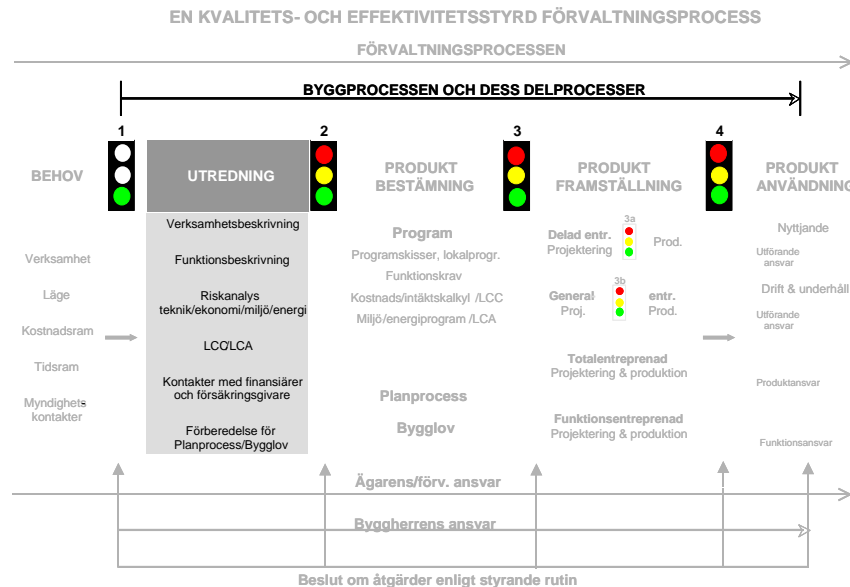 EN KVALITETS- OCH EFFEKTIVITETSSTYRD FÖRVALTNINGSPROCESS
FÖRVALTNINGSPROCESSEN
BYGGPROCESSEN OCH DESS DELPROCESSER
1
2
3
4
BEHOV
UTREDNING
PRODUKT
BESTÄMNING
PRODUKT
FRAMSTÄLLNING
PRODUKT
ANVÄNDNING
Verksamhet
Läge
Kostnadsram
Tidsram
Myndighets
kontakter
Verksamhetsbeskrivning
Funktionsbeskrivning
Riskanalys
teknik/ekonomi/miljö/energi
LCC/LCA
Kontakter med finansiärer
och försäkringsgivare
Förberedelse för
Planprocess/Bygglov
Program
Programskisser, lokalprogr.
Funktionskrav
Kostnads/intäktskalkyl /LCC
Miljö/energiprogram /LCA
Planprocess
Bygglov
3a
Delad entr.
Projektering Prod.
3b
General- entr.
Proj. Prod.
Totalentreprenad
Projektering & produktion
Funktionsentreprenad
Projektering & produktion
Nyttjande
Utförande
ansvar
Drift & underhåll
Utförande
ansvar
Produktansvar
Funktionsansvar
Ägarens/förv. ansvar
Byggherrens ansvar
Beslut om åtgärder enligt styrande rutin